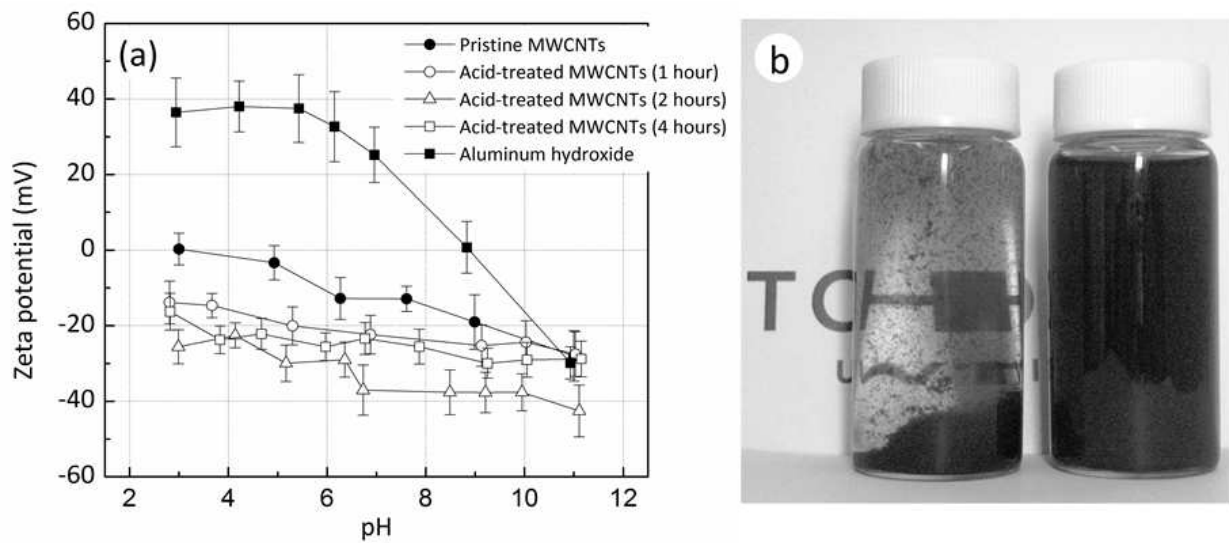 (a)
Pristine MWCNTs
Acid-treated MWCNTs (1 hour)
Acid-treated MWCNTs (2 hours)
Acid-treated MWCNTs (4 hours)
Aluminum hydroxide
Zeta potential (mV)
60
40
20
0
-20
-40
-60
2
4
6
8
10
12
pH
b